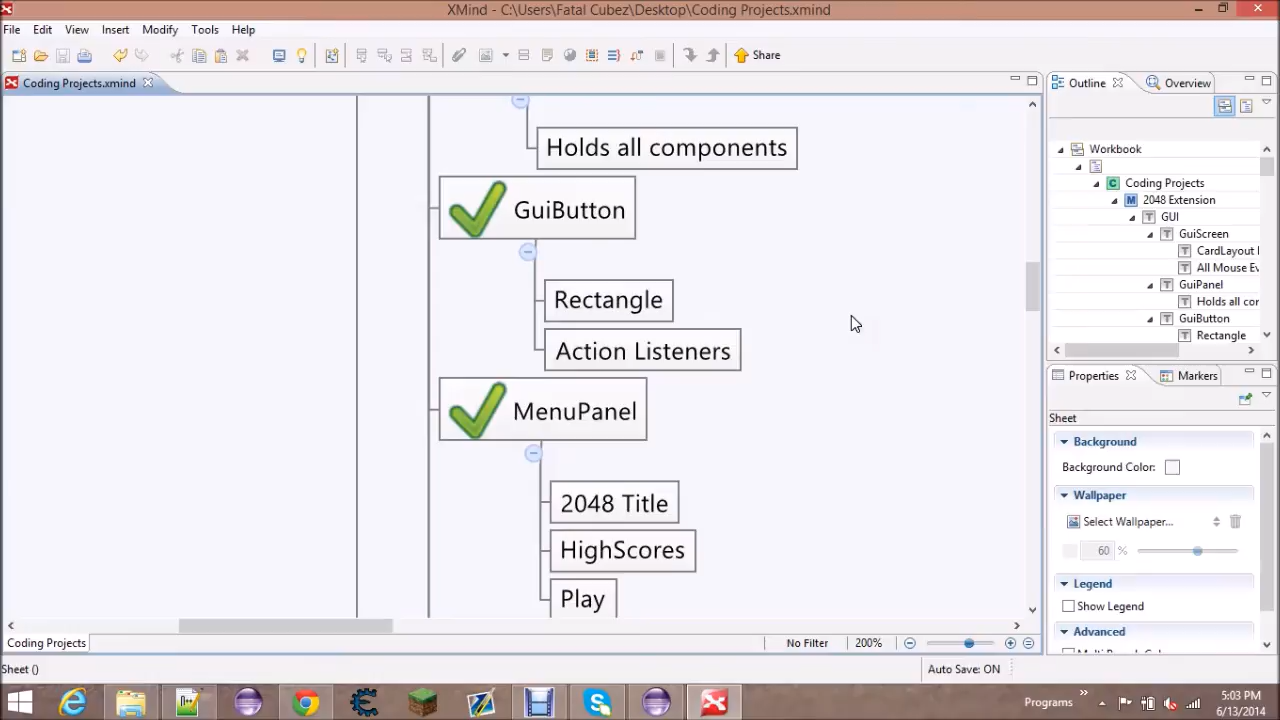 XMind - C:\Users\Fatal Cubez\Desktop\Coding Projects.xmind
File Edit View Insert Modify Tools Help
Share
Coding Projects.xmind
Outline
Overview
Holds all components
GuiButton
Rectangle
Action Listeners
MenuPanel
2048 Title
HighScores
Play
Workbook
C Coding Projects
M 2048 Extension
T GUI
T GuiScreen
T CardLayout
T All Mouse Ev
T GuiPanel
T Holds all cor
T GuiButton
T Rectangle
Properties
Markers
Sheet
Background
Background Color:
Wallpaper
Select Wallpaper...
60 %
Legend
Show Legend
Advanced
Coding Projects
No Filter
200%
Sheet ()
Auto Save: ON
Programs
5:03 PM
6/13/2014